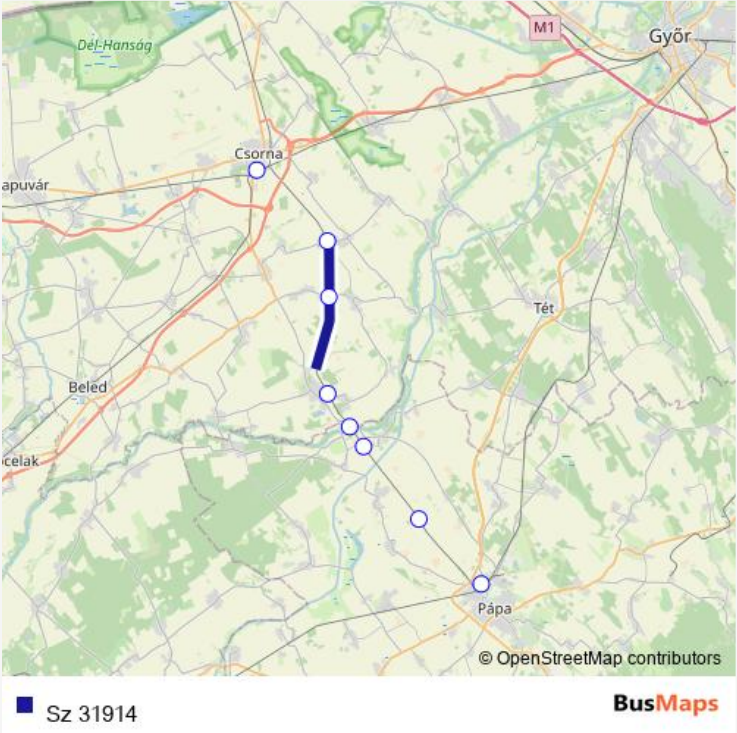 Dél-Hanság
M1
Győr
Csorna
apuvár
Tét
Beled
celak
Pápa
© OpenStreetMap contributors
Sz 31914
BusMaps